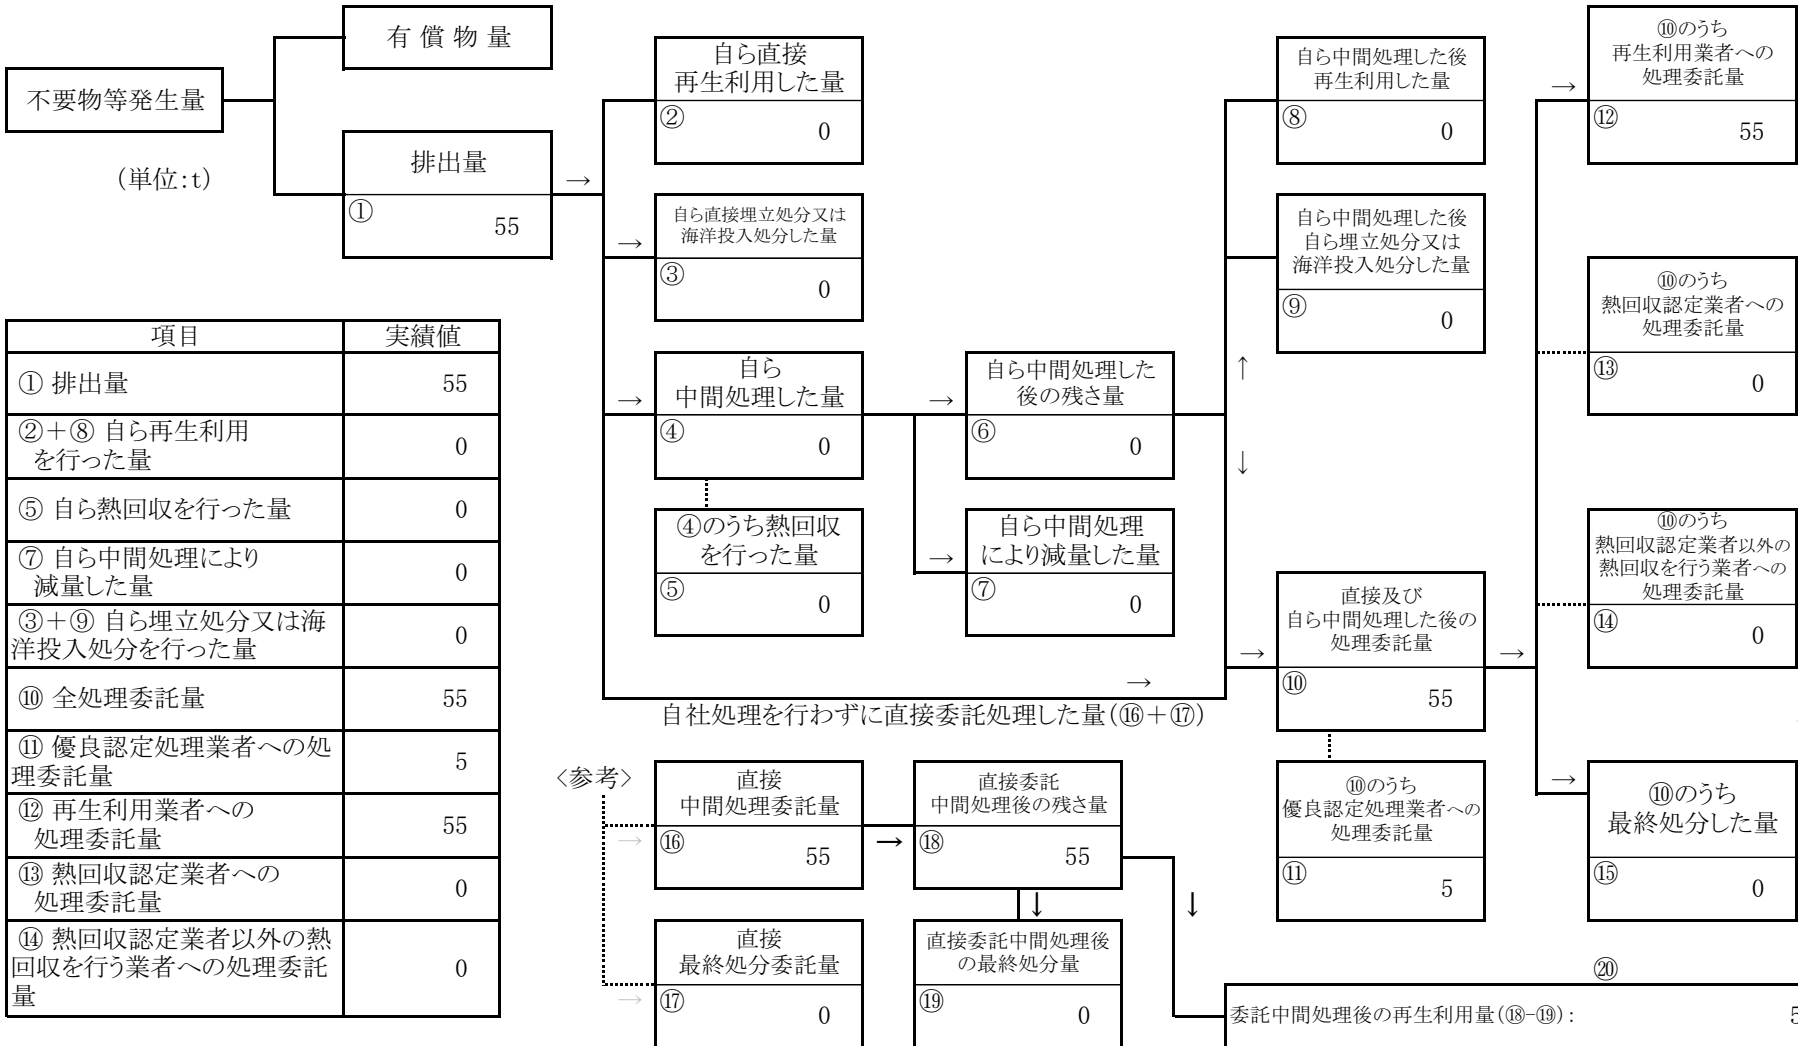 不要物等発生量
(単位:t)
有 償 物 量
排出量
①
55
→
自ら直接
再生利用した量
②
0
→
自ら直接埋立処分又は
海洋投入処分した量
③
0
→
自ら
中間処理した量
④
0
④のうち熱回収
を行った量
⑤
0
→
自ら中間処理した
後の残さ量
⑥
0
→
自ら中間処理
により減量した量
⑦
0
自ら中間処理した後
再生利用した量
⑧
0
自ら中間処理した後
自ら埋立処分又は
海洋投入処分した量
⑨
0
↑
↓
→
自社処理を行わずに直接委託処理した量(⑯+⑰)
→
直接及び
自ら中間処理した後の
処理委託量
⑩
55
→
⑩のうち
優良認定処理業者への
処理委託量
⑪
5
→
⑩のうち
再生利用業者への
処理委託量
⑫
55
⑩のうち
熱回収認定業者への
処理委託量
⑬
0
⑩のうち
熱回収認定業者以外の
熱回収を行う業者への
処理委託量
⑭
0
→
⑩のうち
最終処分した量
⑮
0
項目 実績値
① 排出量 55
②+⑧ 自ら再生利用
を行った量 0
⑤ 自ら熱回収を行った量 0
⑦ 自ら中間処理により
減量した量 0
③+⑨ 自ら埋立処分又は海
洋投入処分を行った量 0
⑩ 全処理委託量 55
⑪ 優良認定処理業者への処
理委託量 5
⑫ 再生利用業者への
処理委託量 55
⑬ 熱回収認定業者への
処理委託量 0
⑭ 熱回収認定業者以外の熱
回収を行う業者への処理委託
量 0
〈参考〉
→
直接
中間処理委託量
⑯
55
→
直接委託
中間処理後の残さ量
⑱
55
↓
↓
→
直接
最終処分委託量
⑰
0
直接委託中間処理後
の最終処分量
⑲
0
⑳
委託中間処理後の再生利用量(⑱-⑲):